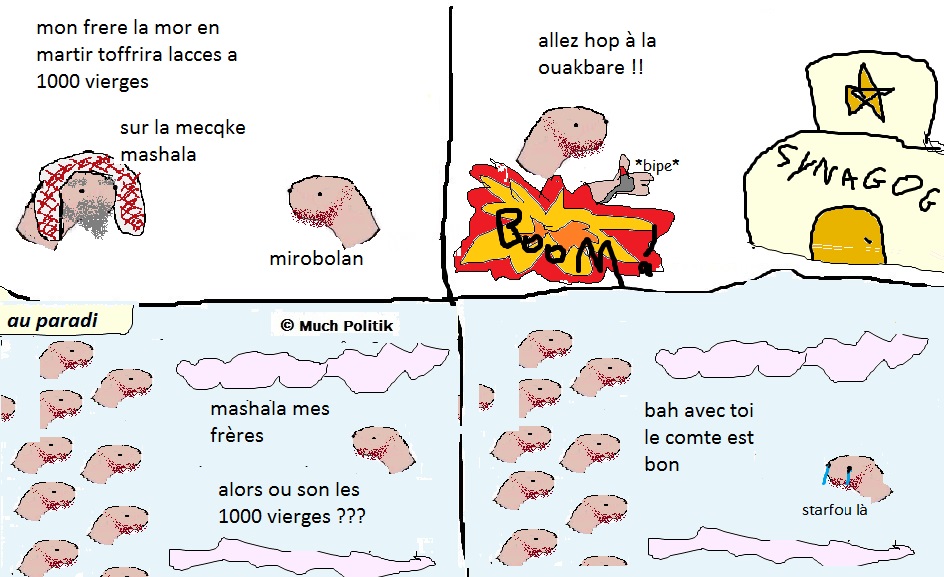 mon frere la mor en
martir toffrira lacces a
1000 vierges
sur la mecqke
mashala
mirobolan
allez hop à la
ouakbare !!
*bipe*
BOOM!
SYNAGOG
au paradi
© Much Politik
mashala mes
frères
alors ou son les
1000 vierges ???
bah avec toi
le comte est
bon
starfou là